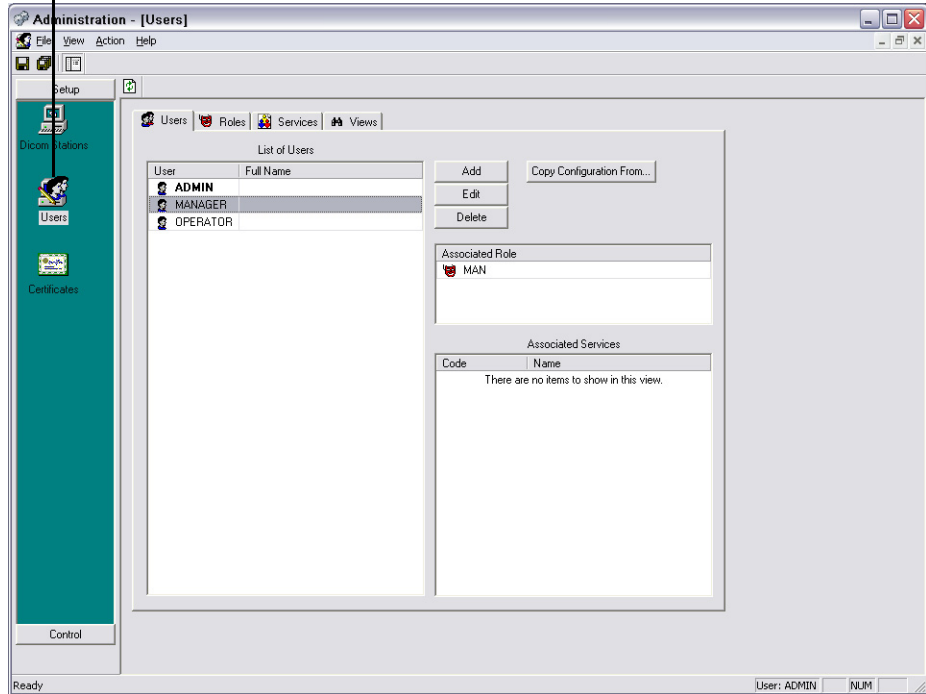 Administration - [Users]
File View Action Help
Setup
Dicom Stations
Users
Certificates
Control
Users Roles Services Views
List of Users
User Full Name
ADMIN
MANAGER
OPERATOR
Add
Edit
Delete
Copy Configuration From...
Associated Role
MAN
Associated Services
Code Name
There are no items to show in this view.
Ready
User: ADMIN
NUM